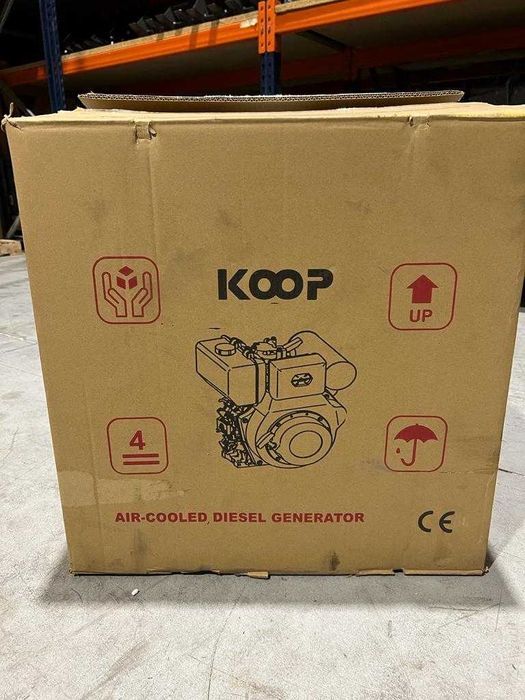 KOOP
UP
4
AIR-COOLED DIESEL GENERATOR
CE